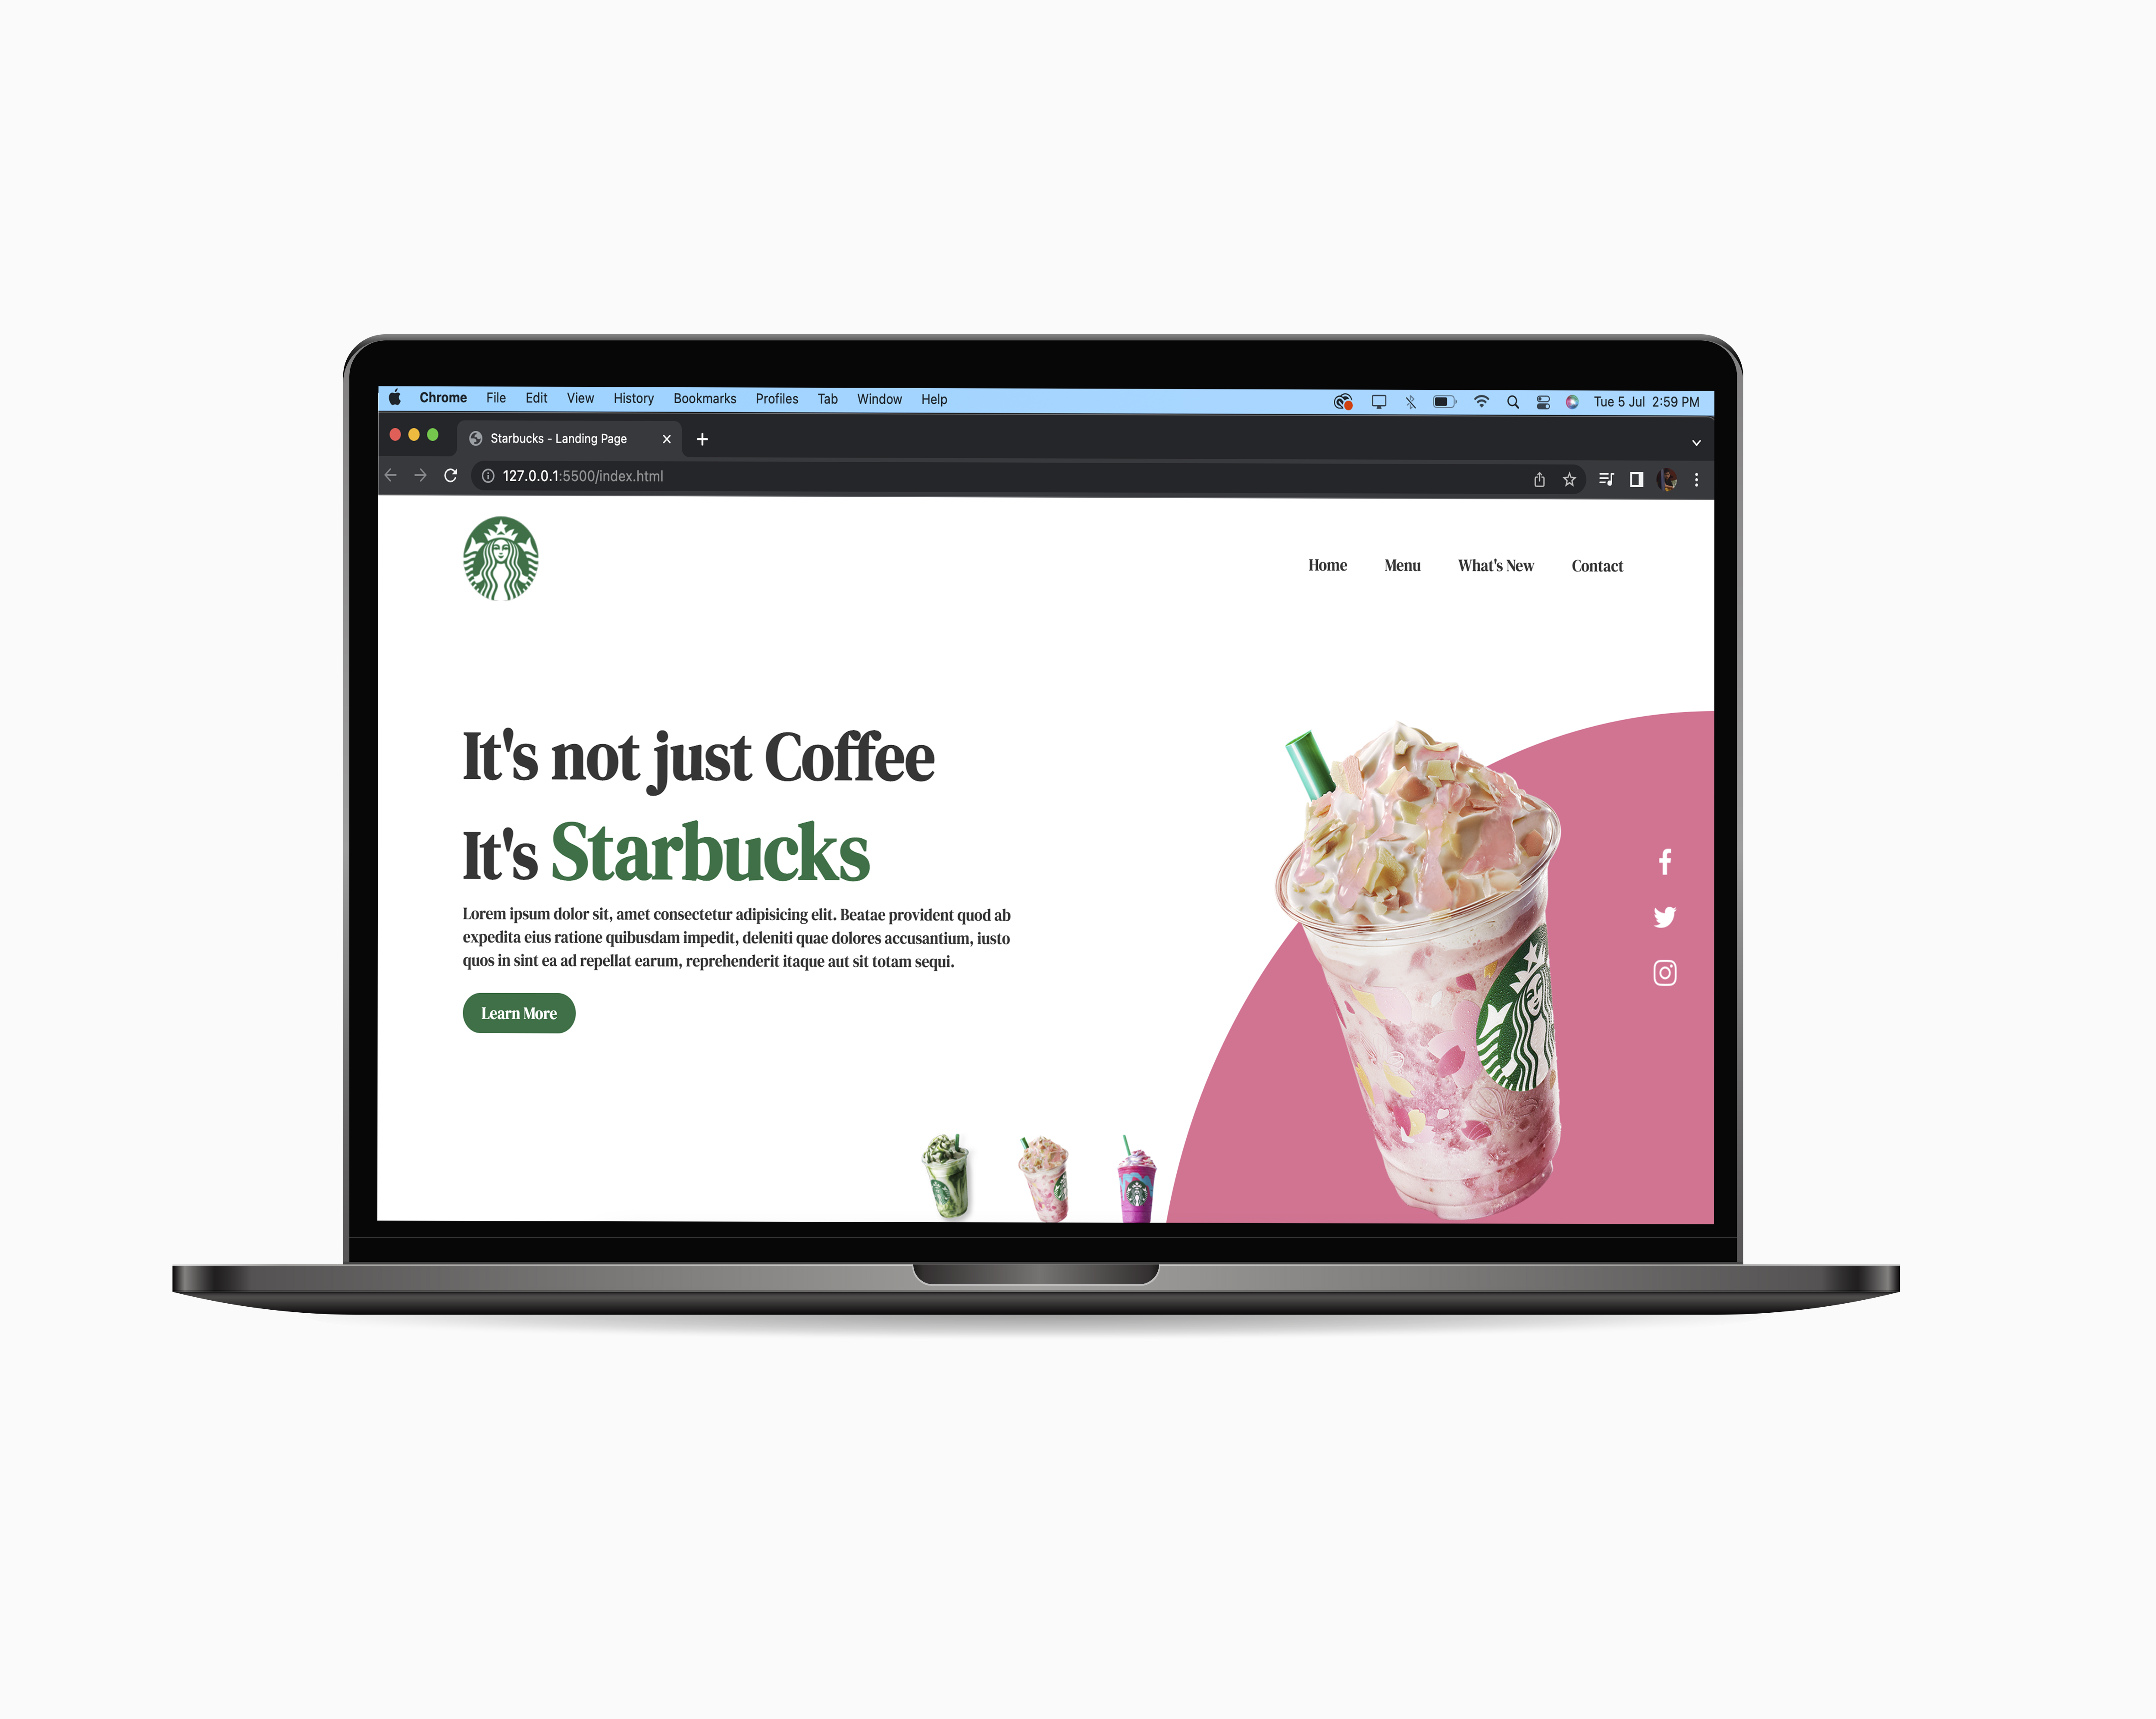 Chrome File Edit View History Bookmarks Profiles Tab Window Help Tue 5 Jul 2:59 PM
Starbucks - Landing Page
127.0.0.1:5500/index.html
Home Menu What's New Contact
It's not just Coffee
It's Starbucks
Lorem ipsum dolor sit, amet consectetur adipisicing elit. Beatae provident quod ab
expedita eius ratione quibusdam impedit, deleniti quae dolores accusantium, iusto
quos in sint ea ad repellat earum, reprehenderit itaque aut sit totam sequi.
Learn More